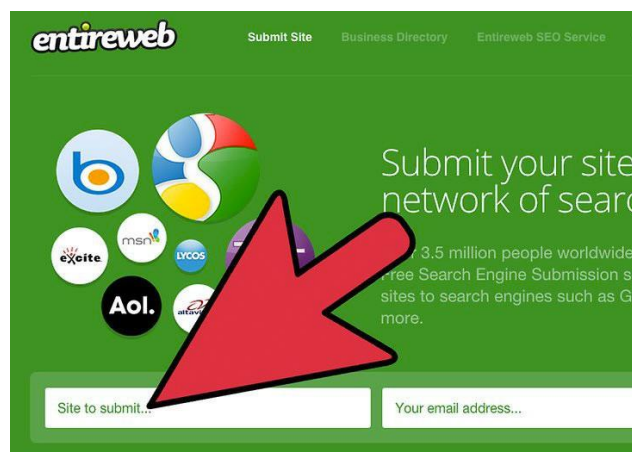 entireweb
Submit Site
Business Directory
Entireweb SEO Service
b
excite
msn
LYCOS
Aol.
Submit your site
network of searc
3.5 million people worldwide
Free Search Engine Submission s
sites to search engines such as G
more.
Site to submit...
Your email address...